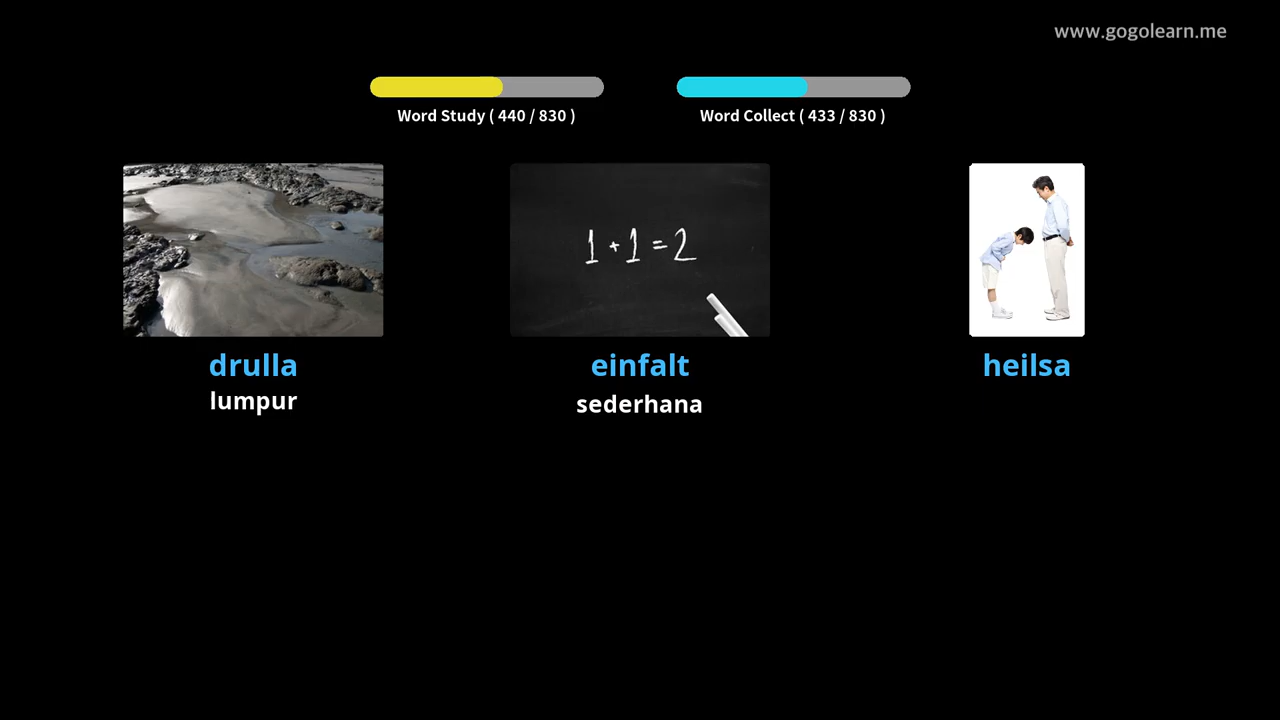 www.gogolearn.me
Word Study ( 440 / 830 )
Word Collect ( 433 / 830 )
1 + 1 = 2
drulla
einfalt
heilsa
lumpur
sederhana